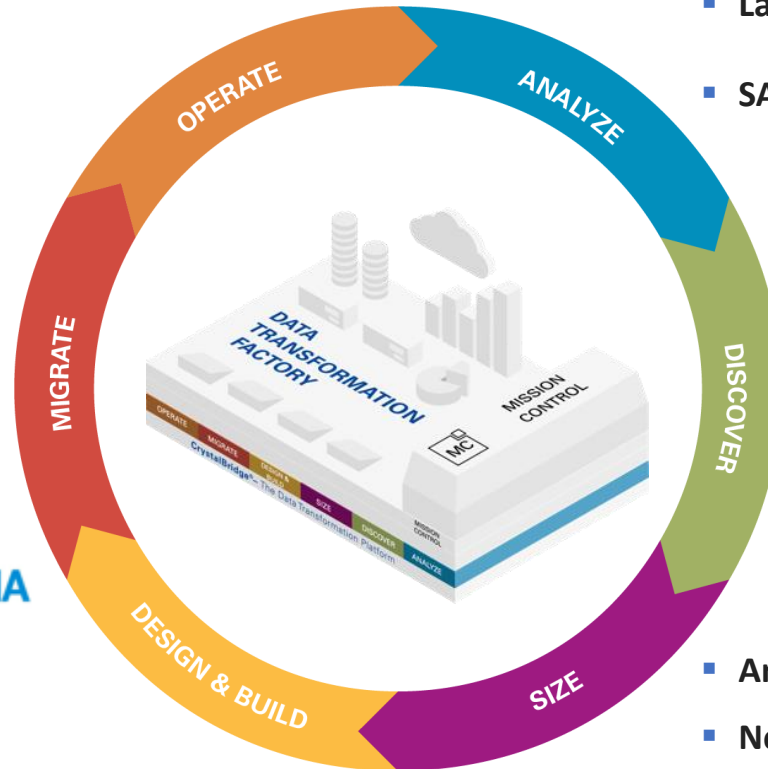 OPERATE
ANALYZE
MIGRATE
DISCOVER
DESIGN & BUILD
SIZE
DATA
TRANSFORMATION
FACTORY
MISSION
CONTROL
MC
OPERATE
MIGRATE
DESIGN &
BUILD
SIZE
DISCOVER
ANALYZE
MISSION
CONTROL
CrystalBridge® – The Data Transformation Platform